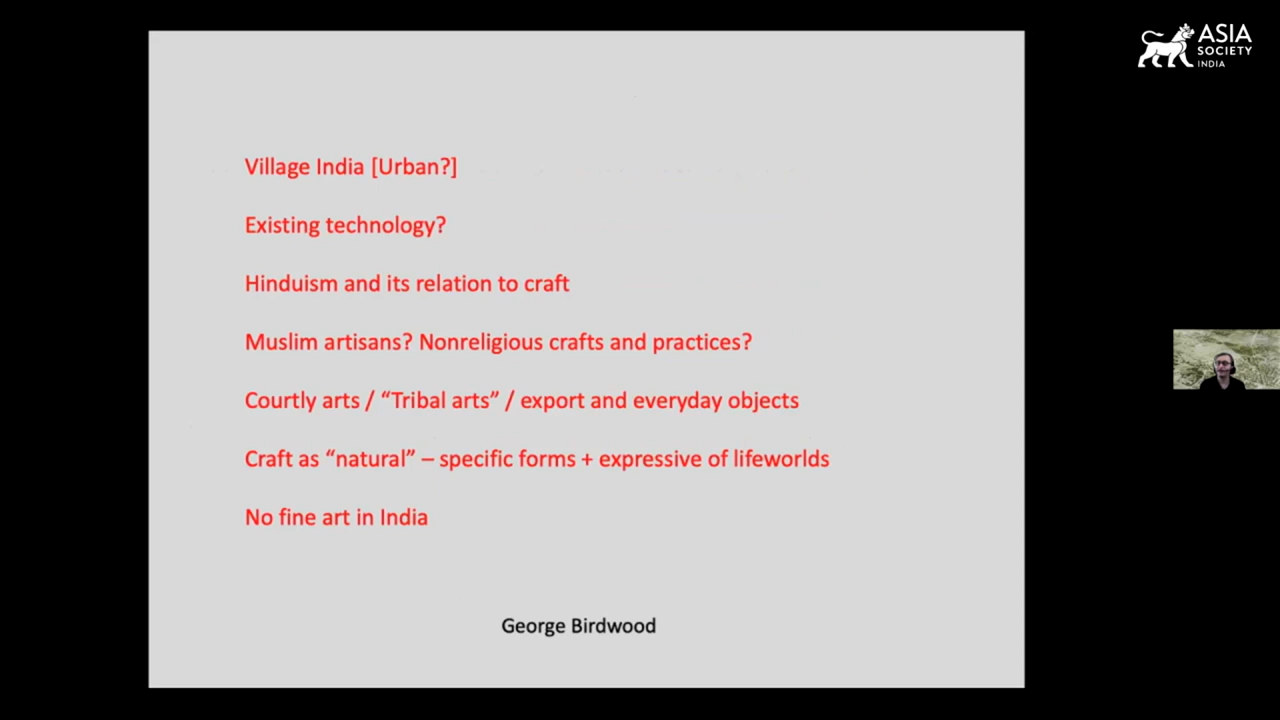 ASIA
SOCIETY
INDIA
Village India [Urban?]
Existing technology?
Hinduism and its relation to craft
Muslim artisans? Nonreligious crafts and practices?
Courtly arts / “Tribal arts” / export and everyday objects
Craft as “natural” – specific forms + expressive of lifeworlds
No fine art in India
George Birdwood